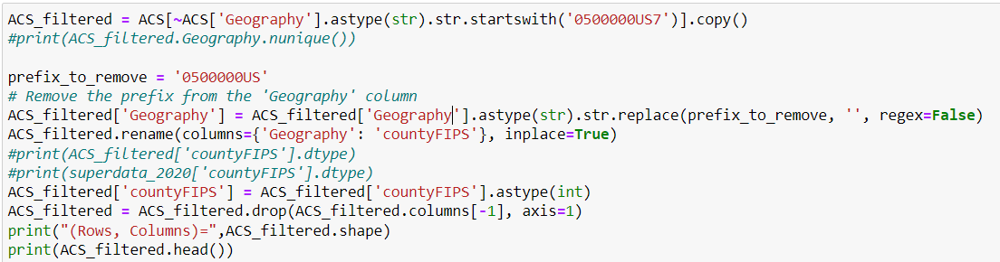 ACS_filtered = ACS[~ACS['Geography'].astype(str).str.startswith('0500000US7')].copy()
#print(ACS_filtered.Geography.nunique())
prefix_to_remove = '0500000US'
# Remove the prefix from the 'Geography' column
ACS_filtered['Geography'] = ACS_filtered['Geography'].astype(str).str.replace(prefix_to_remove, '', regex=False)
ACS_filtered.rename(columns={'Geography': 'countyFIPS'}, inplace=True)
#print(ACS_filtered['countyFIPS'].dtype)
#print(superdata_2020['countyFIPS'].dtype)
ACS_filtered['countyFIPS'] = ACS_filtered['countyFIPS'].astype(int)
ACS_filtered = ACS_filtered.drop(ACS_filtered.columns[-1], axis=1)
print("(Rows, Columns)=",ACS_filtered.shape)
print(ACS_filtered.head())